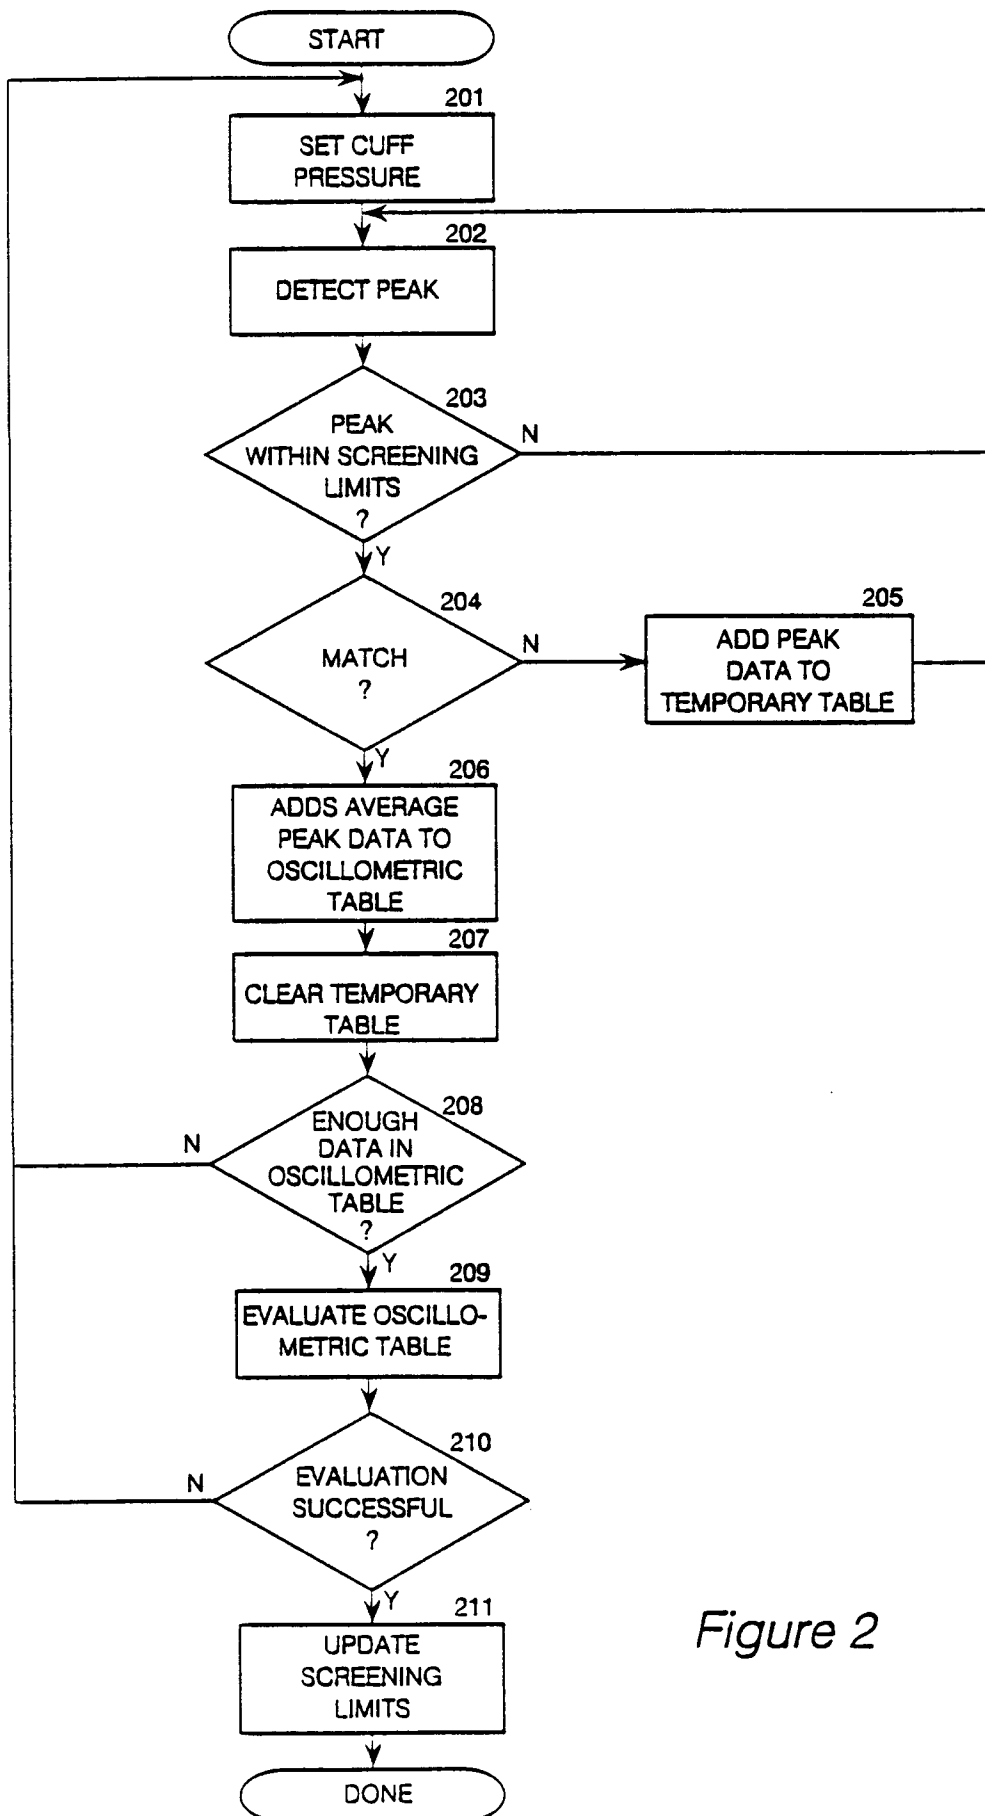 START
201
SET CUFF
PRESSURE
202
DETECT PEAK
203
PEAK
WITHIN SCREENING
LIMITS
?
N
Y
204
MATCH
?
N
205
ADD PEAK
DATA TO
TEMPORARY TABLE
Y
206
ADDS AVERAGE
PEAK DATA TO
OSCILLOMETRIC
TABLE
207
CLEAR TEMPORARY
TABLE
208
ENOUGH
DATA IN
OSCILLOMETRIC
TABLE
?
N
Y
209
EVALUATE OSCILLO-
METRIC TABLE
210
EVALUATION
SUCCESSFUL
?
N
Y
211
UPDATE
SCREENING
LIMITS
DONE
Figure 2